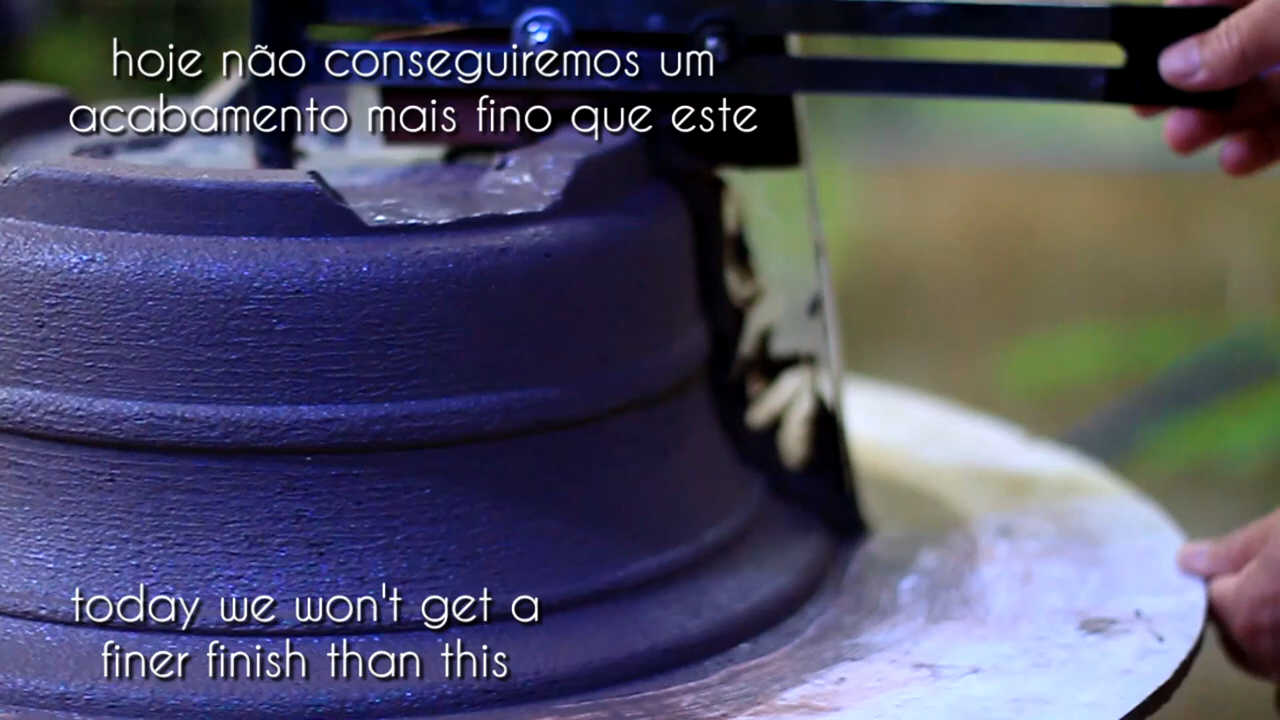 hoje não conseguiremos um
acabamento mais fino que este
today we won't get a
finer finish than this